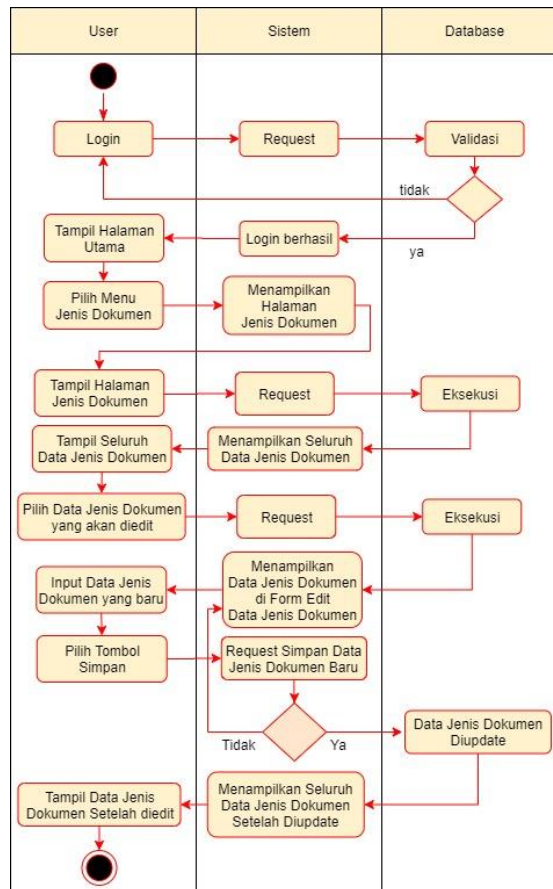 User
Sistem
Database
Login
Request
Validasi
tidak
Tampil Halaman
Utama
Login berhasil
ya
Pilih Menu
Jenis Dokumen
Menampilkan
Halaman
Jenis Dokumen
Tampil Halaman
Jenis Dokumen
Request
Eksekusi
Tampil Seluruh
Data Jenis Dokumen
Menampilkan Seluruh
Data Jenis Dokumen
Pilih Data Jenis Dokumen
yang akan diedit
Request
Eksekusi
Input Data Jenis
Dokumen yang baru
Menampilkan
Data Jenis Dokumen
di Form Edit
Data Jenis Dokumen
Pilih Tombol
Simpan
Request Simpan Data
Jenis Dokumen Baru
Tidak
Ya
Data Jenis Dokumen
Diupdate
Tampil Data Jenis
Dokumen Setelah diedit
Menampilkan Seluruh
Data Jenis Dokumen
Setelah Diupdate